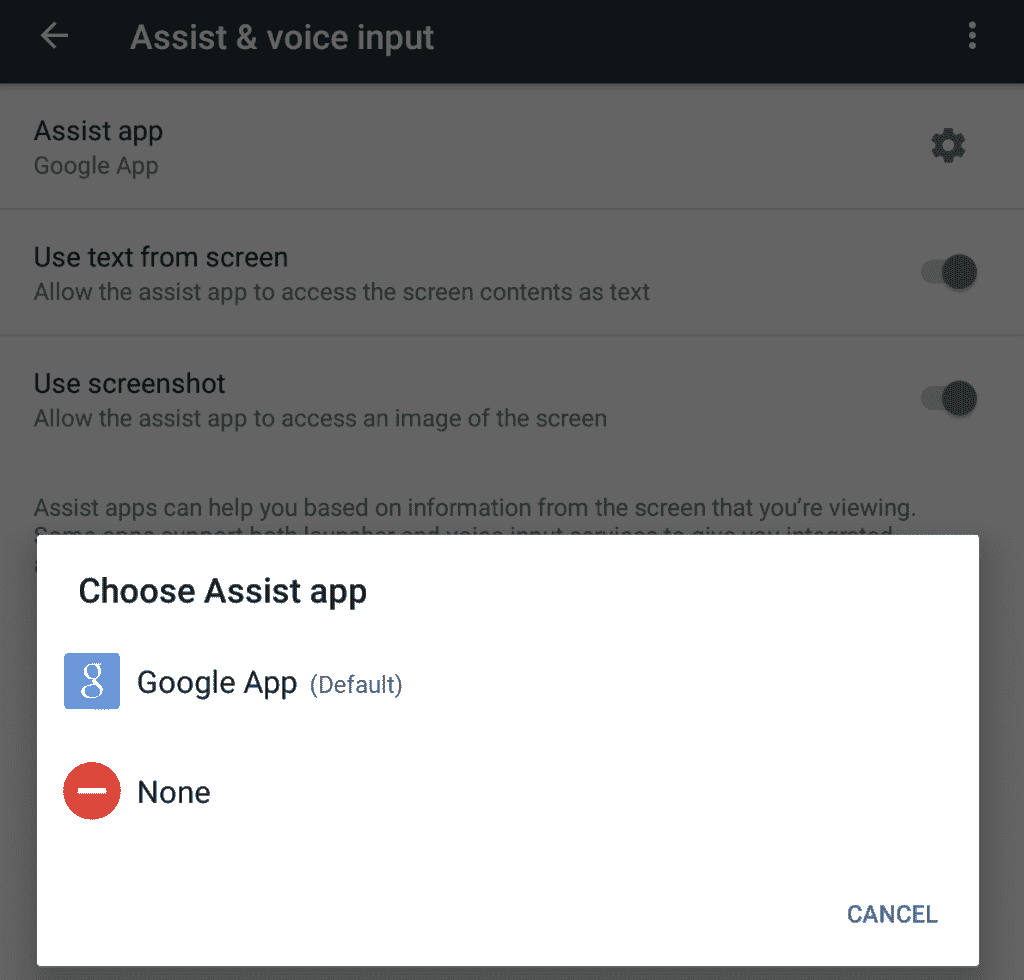 Assist & voice input
Assist app
Google App
Use text from screen
Allow the assist app to access the screen contents as text
Use screenshot
Allow the assist app to access an image of the screen
Assist apps can help you based on information from the screen that you’re viewing.
Some apps support both launcher and voice input services to give you integrated
Choose Assist app
g
Google App (Default)
None
CANCEL